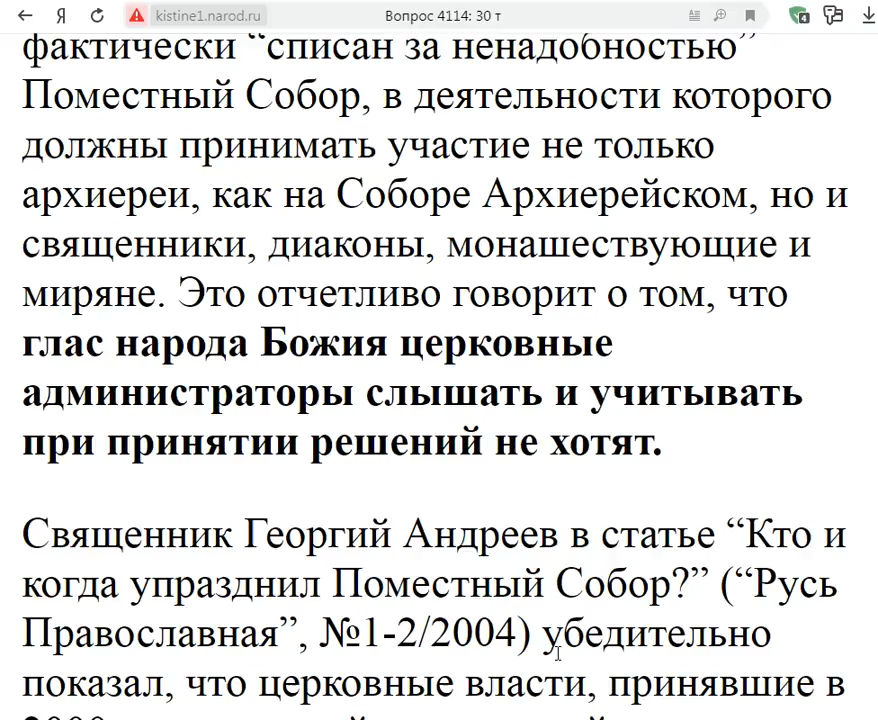 kistine1.narod.ru
Вопрос 4114: 30 т
4
фактически “списан за ненадобностью”
Поместный Собор, в деятельности которого
должны принимать участие не только
архиереи, как на Соборе Архиерейском, но и
священники, диаконы, монашествующие и
миряне. Это отчетливо говорит о том, что
глас народа Божия церковные
администраторы слышать и учитывать
при принятии решений не хотят.
Священник Георгий Андреев в статье “Кто и
когда упразднил Поместный Собор?” (“Русь
Православная”, №1-2/2004) убедительно
показал, что церковные власти, принявшие в